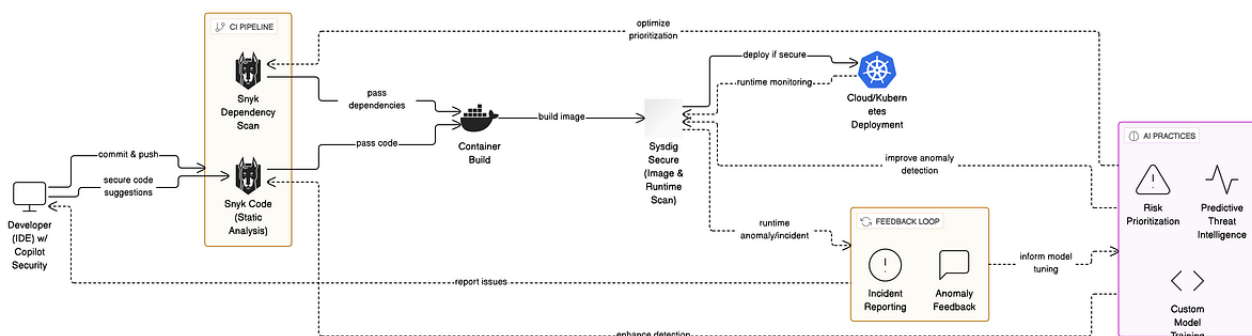 CI PIPELINE
optimize
prioritization
Snyk
Dependency
Scan
pass
dependencies
deploy if secure
runtime monitoring
Cloud/Kubern
etes
Deployment
AI PRACTICES
commit & push
secure code
suggestions
pass code
Container
Build
build image
Sysdig
Secure
(Image &
Runtime
Scan)
improve anomaly
detection
Risk
Prioritization
Predictive
Threat
Intelligence
Developer
(IDE) w/
Copilot
Security
Snyk Code
(Static
Analysis)
runtime
anomaly/incident
FEEDBACK LOOP
inform model
tuning
report issues
Incident
Reporting
Anomaly
Feedback
Custom
Model
Training
enhance detection